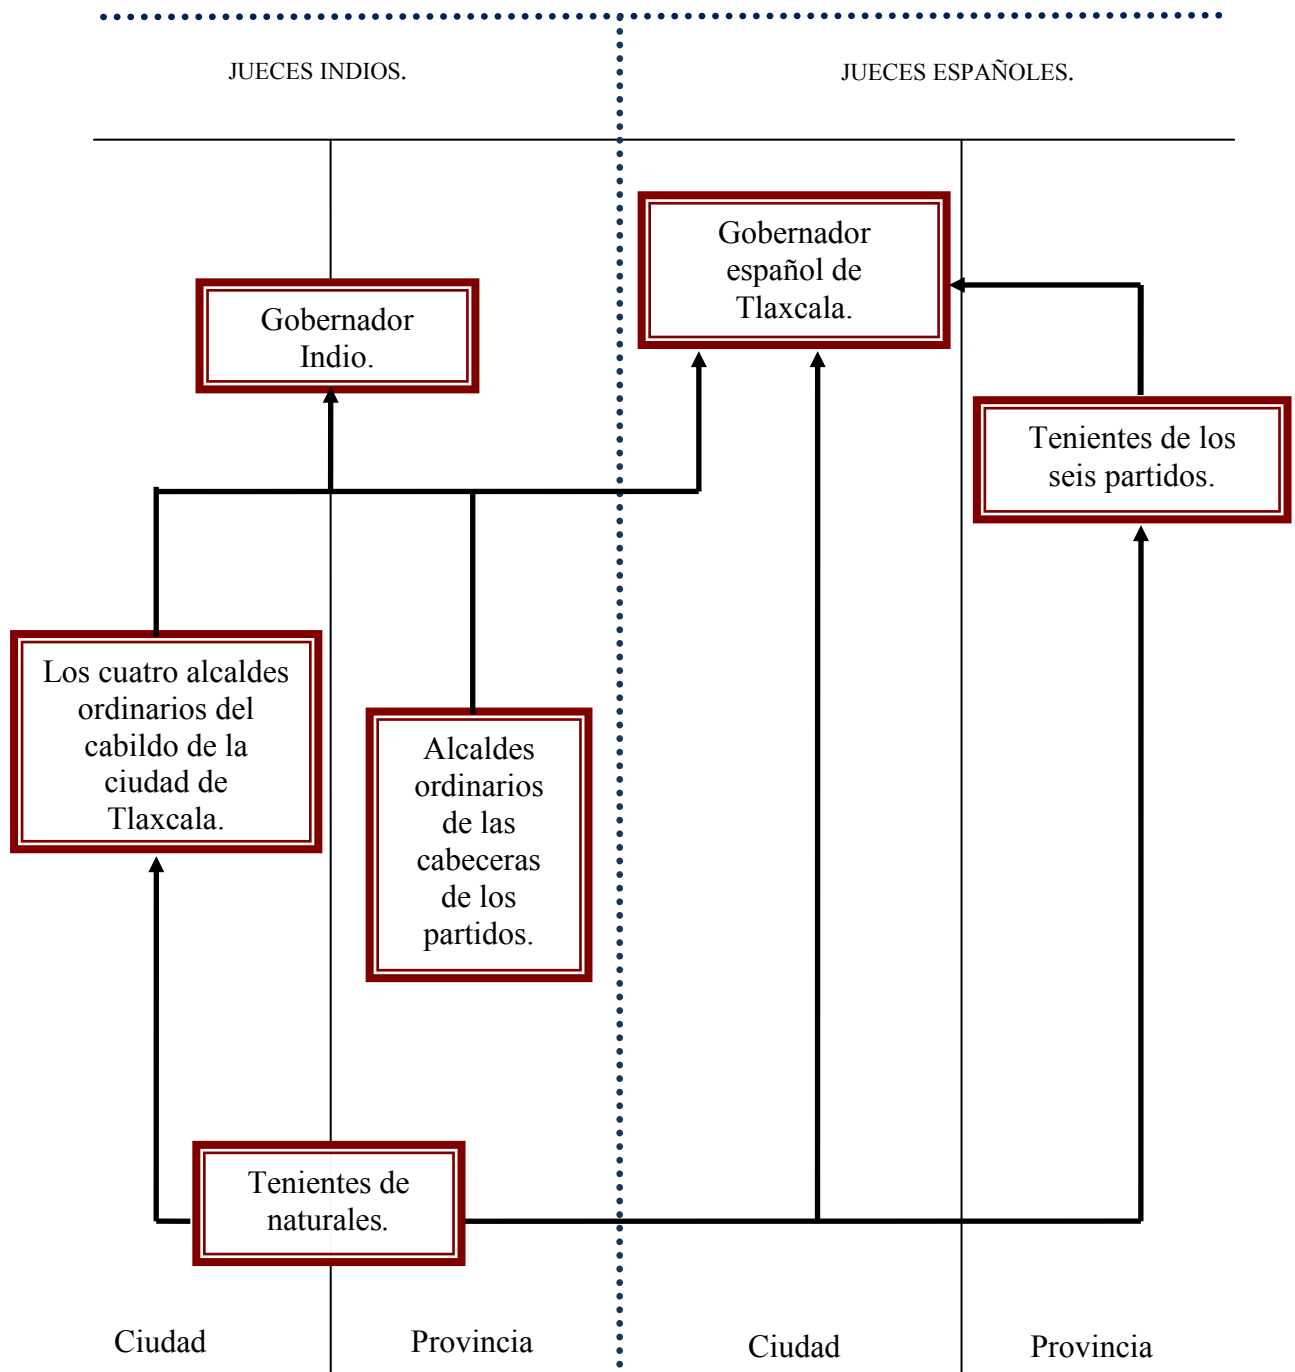 JUECES INDIOS.
JUECES ESPAÑOLES.
Gobernador
español de
Tlaxcala.
Gobernador
Indio.
Tenientes de los
seis partidos.
Los cuatro alcaldes
ordinarios del
cabildo de la
ciudad de
Tlaxcala.
Alcaldes
ordinarios
de las
cabeceras
de los
partidos.
Tenientes de
naturales.
Ciudad
Provincia
Ciudad
Provincia